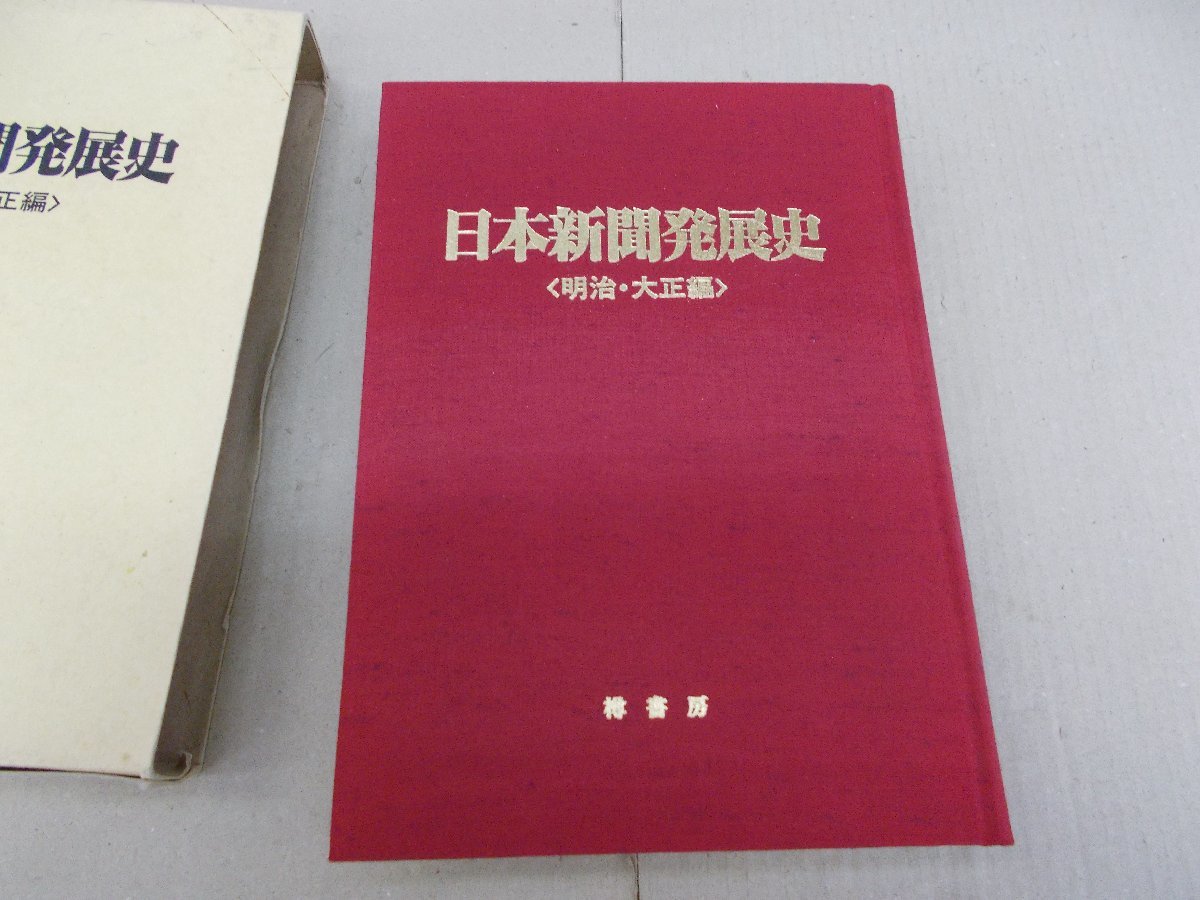 聞発展史
正編〉
日本新聞発展史
〈明治・大正編〉
樽書房